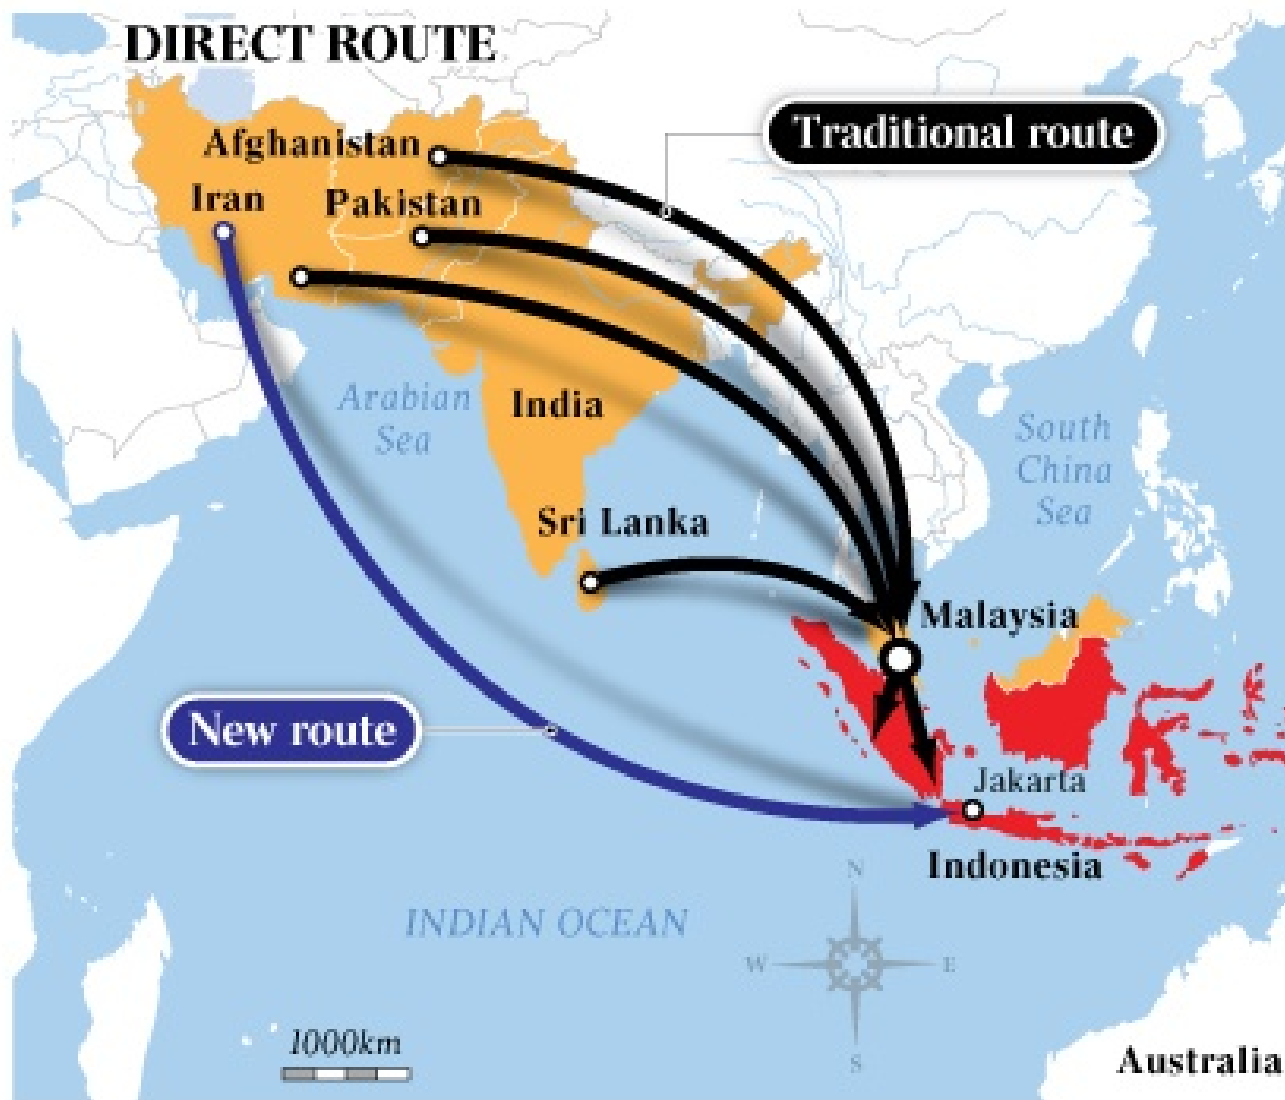 DIRECT ROUTE
Traditional route
Afghanistan
Iran
Pakistan
Arabian
Sea
India
South
China
Sea
Sri Lanka
Malaysia
New route
Jakarta
Indonesia
INDIAN OCEAN
N
W
E
S
1000km
Australia